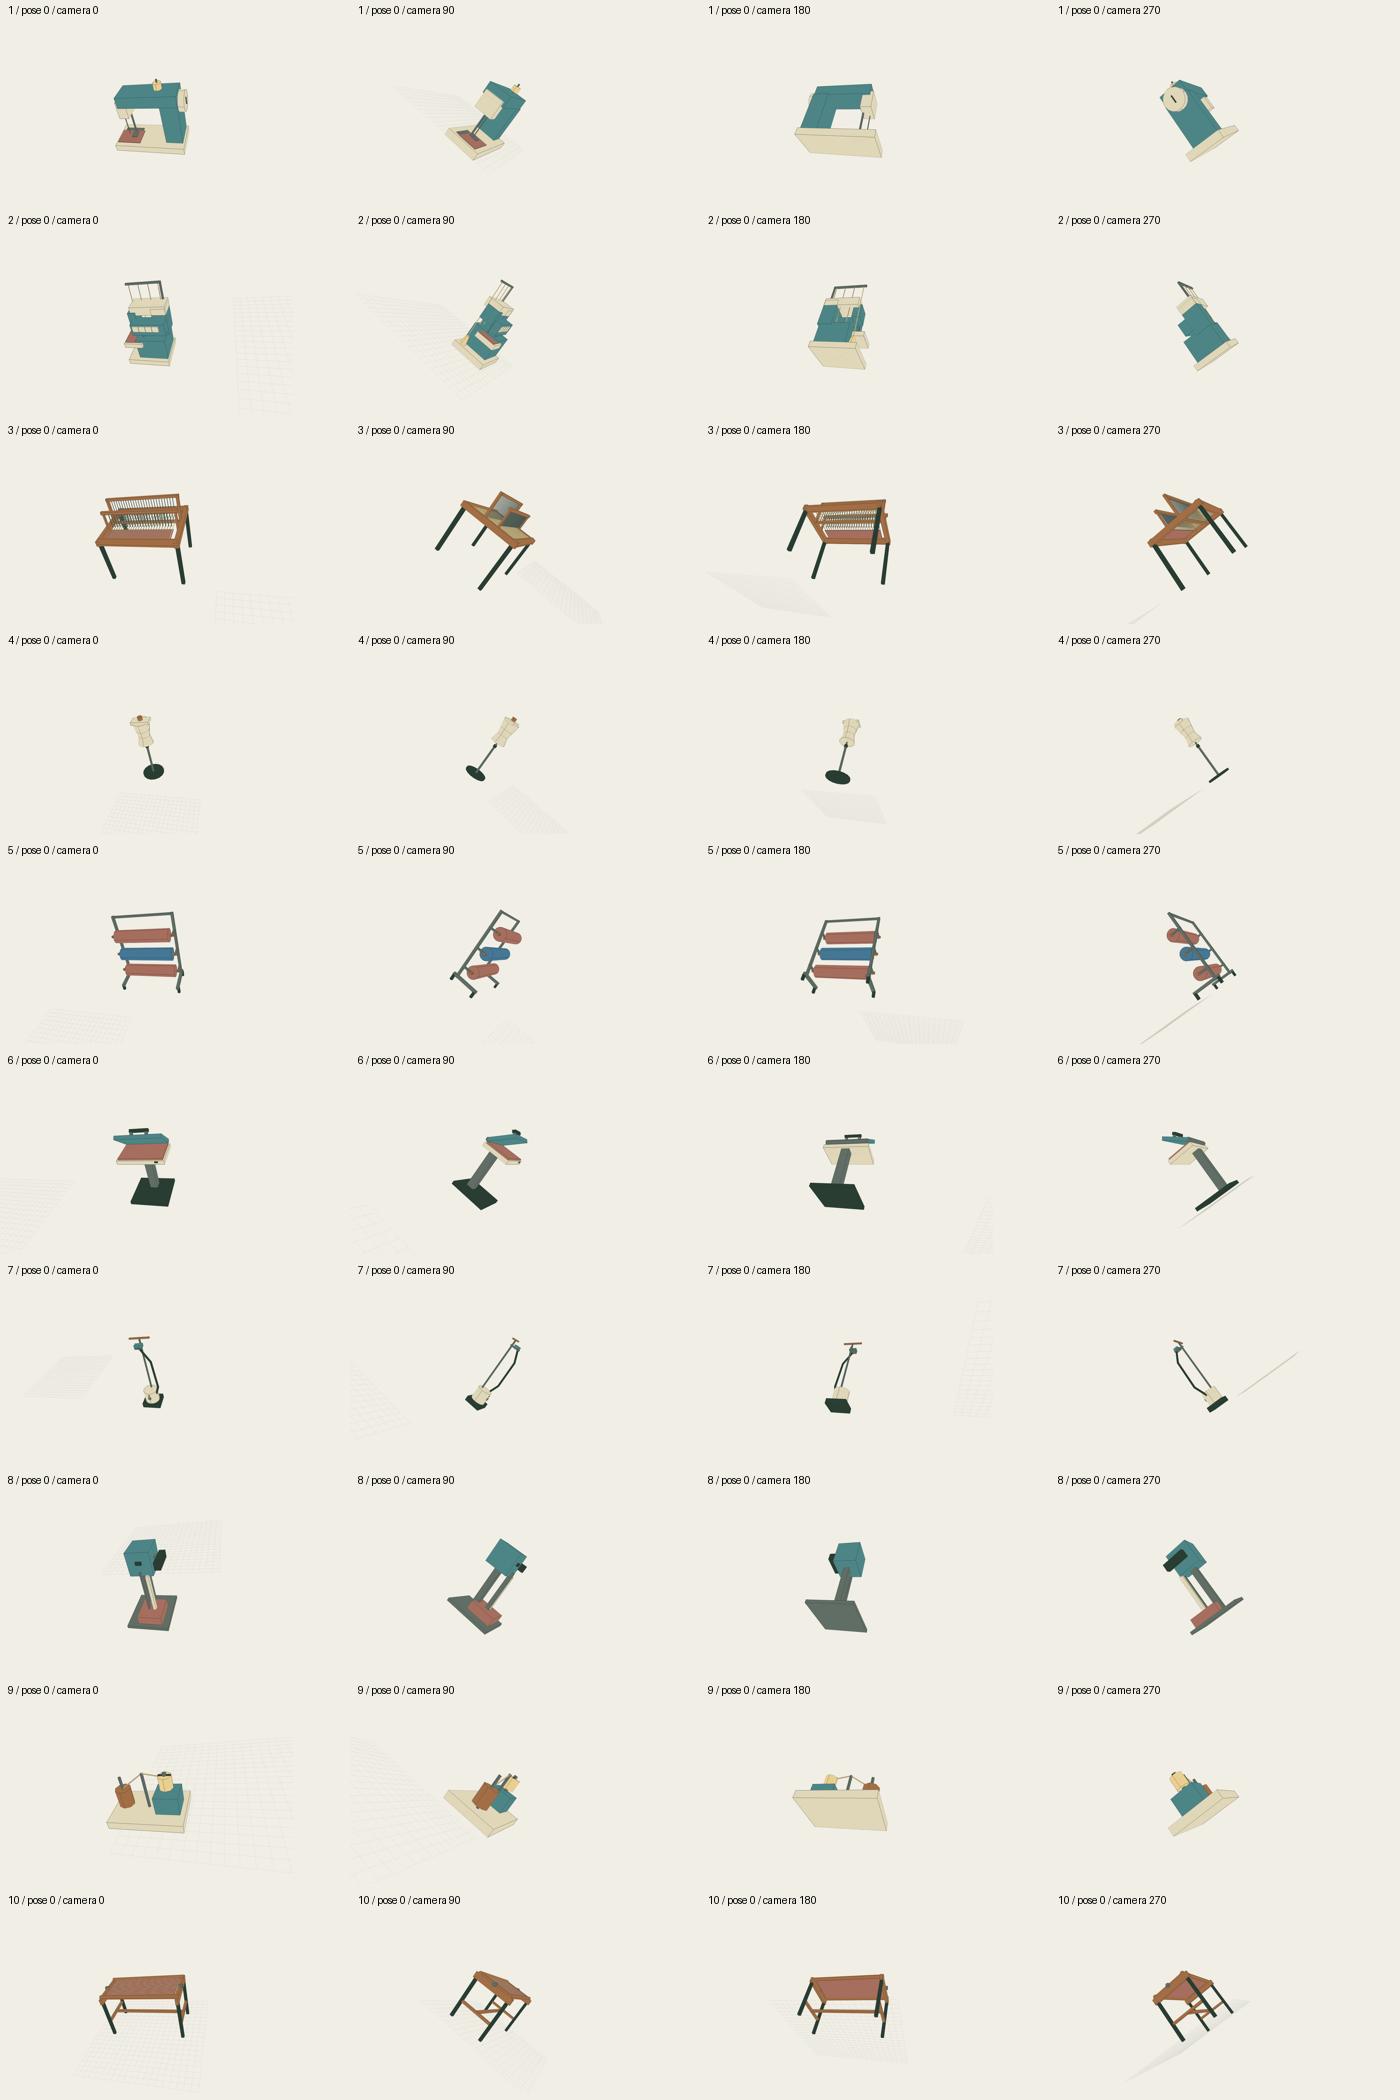 1 / pose 0 / camera 0
1 / pose 0 / camera 90
1 / pose 0 / camera 180
1 / pose 0 / camera 270
2 / pose 0 / camera 0
2 / pose 0 / camera 90
2 / pose 0 / camera 180
2 / pose 0 / camera 270
3 / pose 0 / camera 0
3 / pose 0 / camera 90
3 / pose 0 / camera 180
3 / pose 0 / camera 270
4 / pose 0 / camera 0
4 / pose 0 / camera 90
4 / pose 0 / camera 180
4 / pose 0 / camera 270
5 / pose 0 / camera 0
5 / pose 0 / camera 90
5 / pose 0 / camera 180
5 / pose 0 / camera 270
6 / pose 0 / camera 0
6 / pose 0 / camera 90
6 / pose 0 / camera 180
6 / pose 0 / camera 270
7 / pose 0 / camera 0
7 / pose 0 / camera 90
7 / pose 0 / camera 180
7 / pose 0 / camera 270
8 / pose 0 / camera 0
8 / pose 0 / camera 90
8 / pose 0 / camera 180
8 / pose 0 / camera 270
9 / pose 0 / camera 0
9 / pose 0 / camera 90
9 / pose 0 / camera 180
9 / pose 0 / camera 270
10 / pose 0 / camera 0
10 / pose 0 / camera 90
10 / pose 0 / camera 180
10 / pose 0 / camera 270